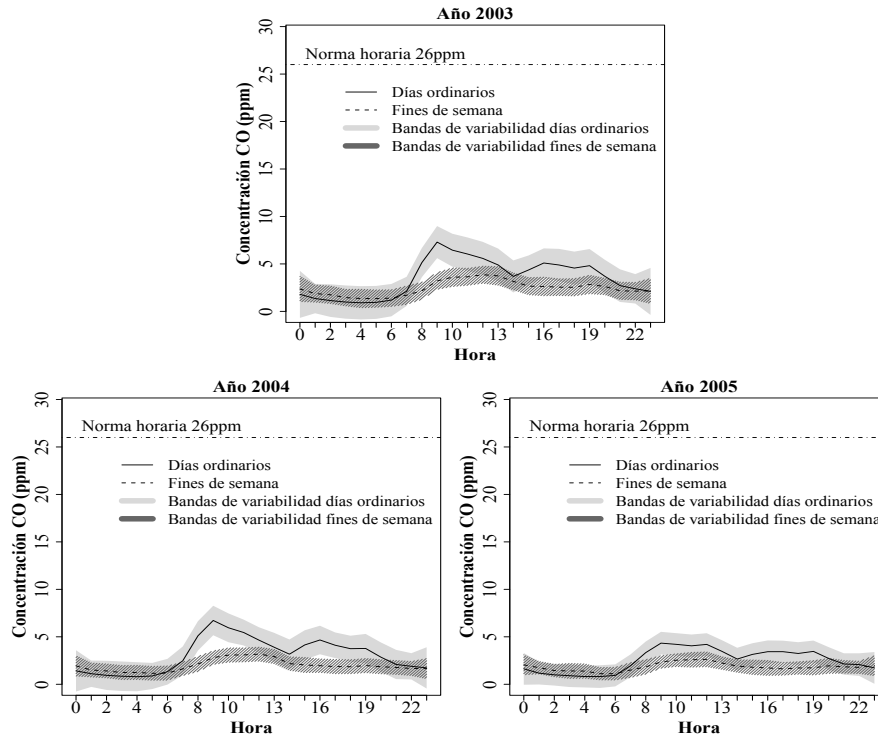 Año 2003
Concentración CO (ppm)
30
25
20
15
10
5
0
Norma horaria 26ppm
Días ordinarios
Fines de semana
Bandas de variabilidad días ordinarios
Bandas de variabilidad fines de semana
0 2 4 6 8 10 13 16 19 22
Hora
Año 2004
Concentración CO (ppm)
30
25
20
15
10
5
0
Norma horaria 26ppm
Días ordinarios
Fines de semana
Bandas de variabilidad días ordinarios
Bandas de variabilidad fines de semana
0 2 4 6 8 10 13 16 19 22
Hora
Año 2005
Concentración CO (ppm)
30
25
20
15
10
5
0
Norma horaria 26ppm
Días ordinarios
Fines de semana
Bandas de variabilidad días ordinarios
Bandas de variabilidad fines de semana
0 2 4 6 8 10 13 16 19 22
Hora